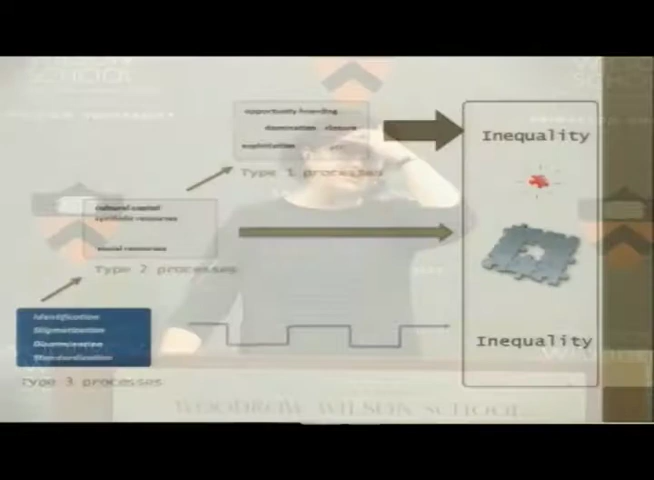 SCHOOL
opportunity hoarding
domination closure
exploitation
Type 1 processes
Inequality
cultural capital
symbolic resources
social resources
Type 2 processes
Identification
Stigmatization
Discrimination
Standardization
Type 3 processes
Inequality
WOODROW WILSON SCHOOL